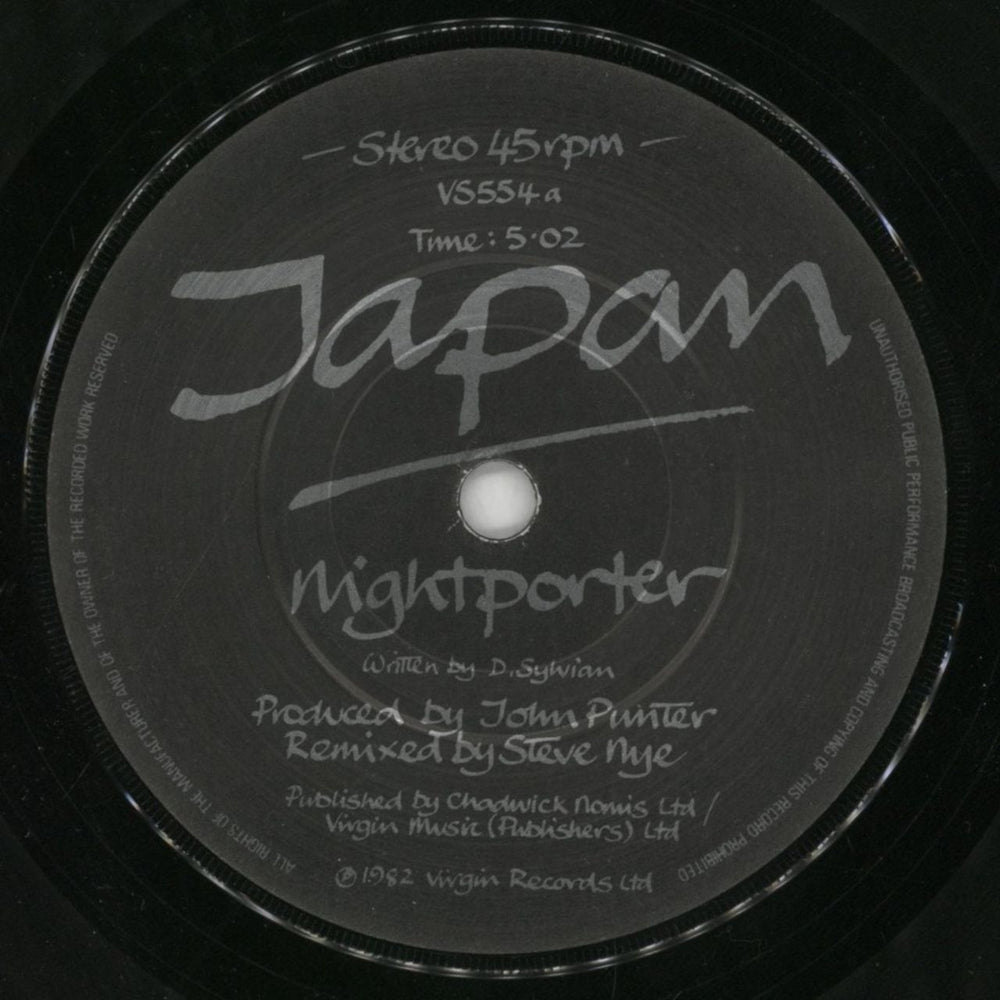 — Stereo 45rpm —
VS554a
Time: 5·02
Japan
nightporter
Written by D. Sylvian
Produced by John Punter
Remixed by Steve Nye
Published by Chadwick Nomis Ltd /
Virgin Music (Publishers) Ltd
℗ 1982 Virgin Records Ltd
ALL RIGHTS OF THE MANUFACTURER AND OF THE OWNER OF THE RECORDED WORK RESERVED
UNAUTHORISED PUBLIC PERFORMANCE BROADCASTING AND COPYING OF THIS RECORD PROHIBITED